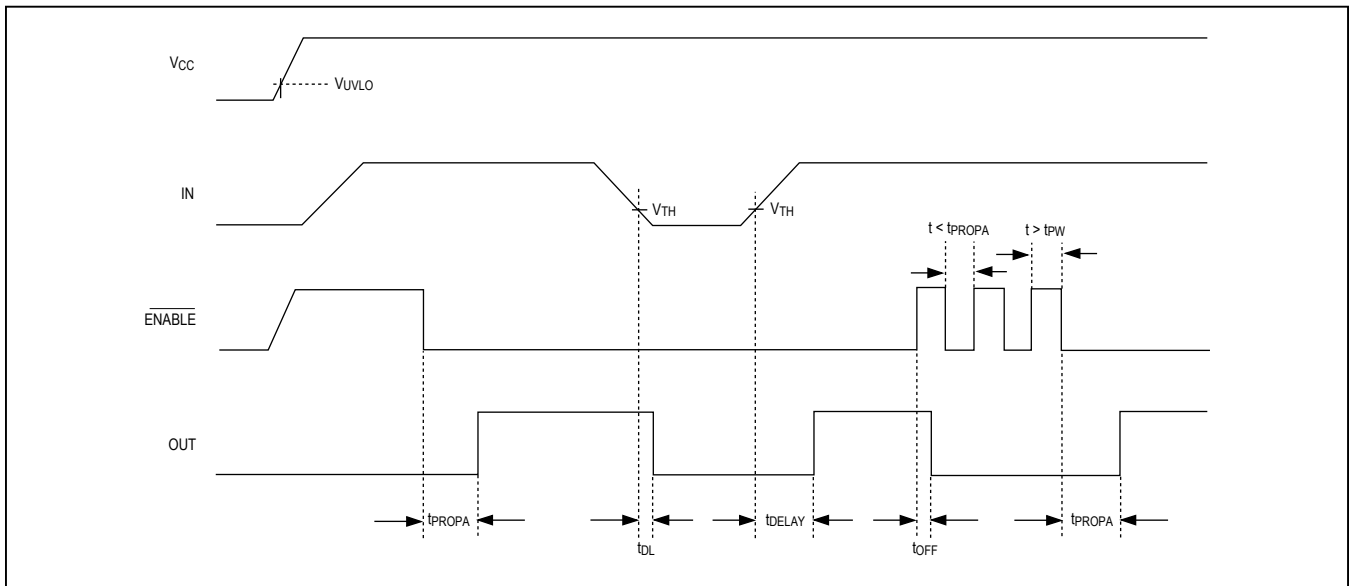 VCC
VUVLO
IN
VTH
VTH
t < tPROPA
t > tPW
ENABLE
OUT
tPROPA
tDL
tDELAY
tOFF
tPROPA